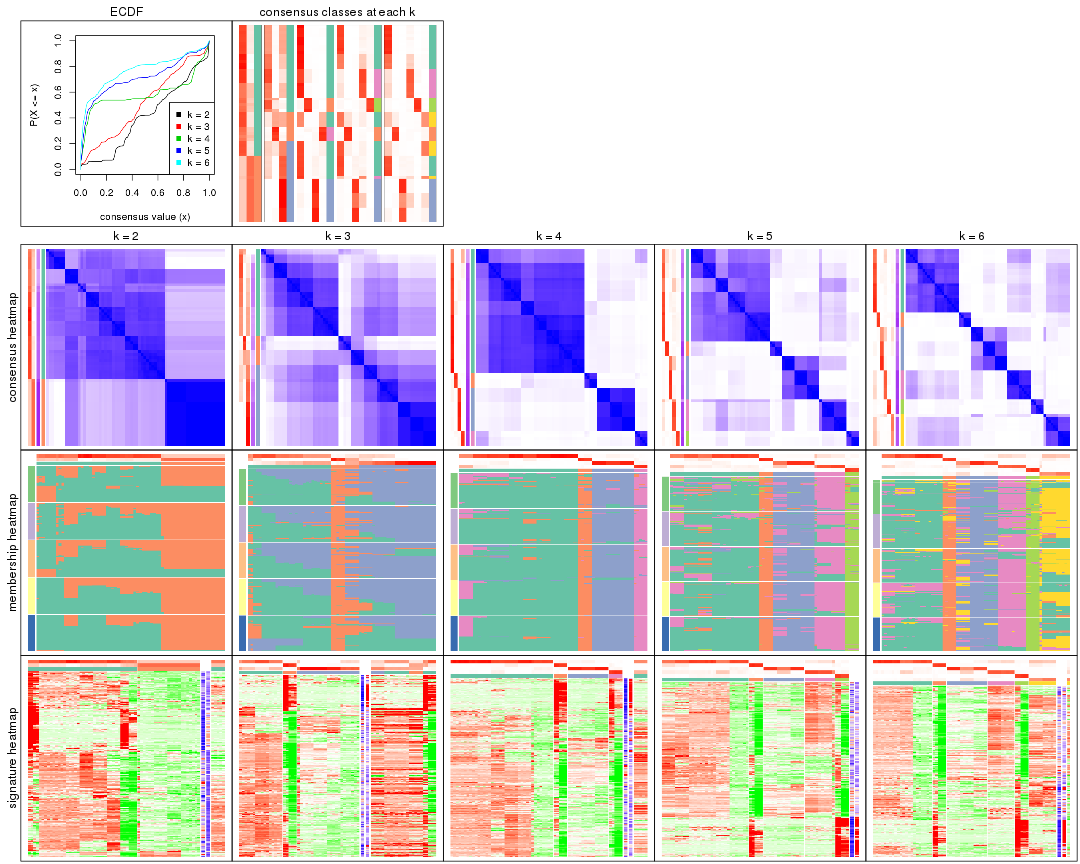 ECDF
consensus classes at each k
P(X <= x)
0.0 0.2 0.4 0.6 0.8 1.0
k = 2
k = 3
k = 4
k = 5
k = 6
0.0 0.2 0.4 0.6 0.8 1.0
consensus value (x)
k = 2
k = 3
k = 4
k = 5
k = 6
consensus heatmap
membership heatmap
signature heatmap